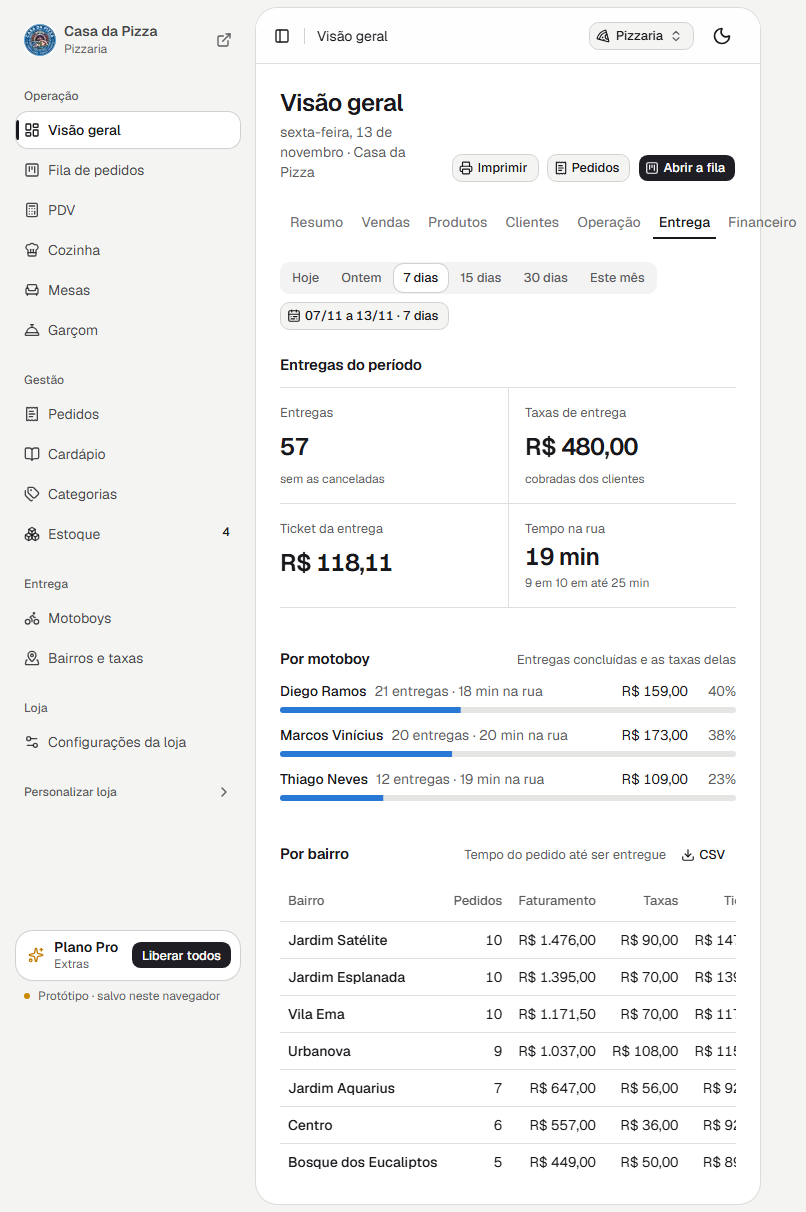 Casa da Pizza
Pizzaria
Operação
Visão geral
Fila de pedidos
PDV
Cozinha
Mesas
Garçom
Gestão
Pedidos
Cardápio
Categorias
Estoque 4
Entrega
Motoboys
Bairros e taxas
Loja
Configurações da loja
Personalizar loja
Plano Pro
Extras
Liberar todos
Protótipo · salvo neste navegador
Visão geral
Pizzaria
Visão geral
sexta-feira, 13 de
novembro · Casa da
Pizza
Imprimir Pedidos Abrir a fila
Resumo Vendas Produtos Clientes Operação Entrega Financeiro
Hoje Ontem 7 dias 15 dias 30 dias Este mês
07/11 a 13/11 · 7 dias
Entregas do período
Entregas
57
sem as canceladas
Taxas de entrega
R$ 480,00
cobradas dos clientes
Ticket da entrega
R$ 118,11
Tempo na rua
19 min
9 em 10 em até 25 min
Por motoboy Entregas concluídas e as taxas delas
Diego Ramos 21 entregas · 18 min na rua R$ 159,00 40%
Marcos Vinícius 20 entregas · 20 min na rua R$ 173,00 38%
Thiago Neves 12 entregas · 19 min na rua R$ 109,00 23%
Por bairro Tempo do pedido até ser entregue CSV
Bairro Pedidos Faturamento Taxas
Jardim Satélite 10 R$ 1.476,00 R$ 90,00 R$ 147
Jardim Esplanada 10 R$ 1.395,00 R$ 70,00 R$ 139
Vila Ema 10 R$ 1.171,50 R$ 70,00 R$ 117
Urbanova 9 R$ 1.037,00 R$ 108,00 R$ 115
Jardim Aquarius 7 R$ 647,00 R$ 56,00 R$ 92
Centro 6 R$ 557,00 R$ 36,00 R$ 92
Bosque dos Eucaliptos 5 R$ 449,00 R$ 50,00 R$ 89